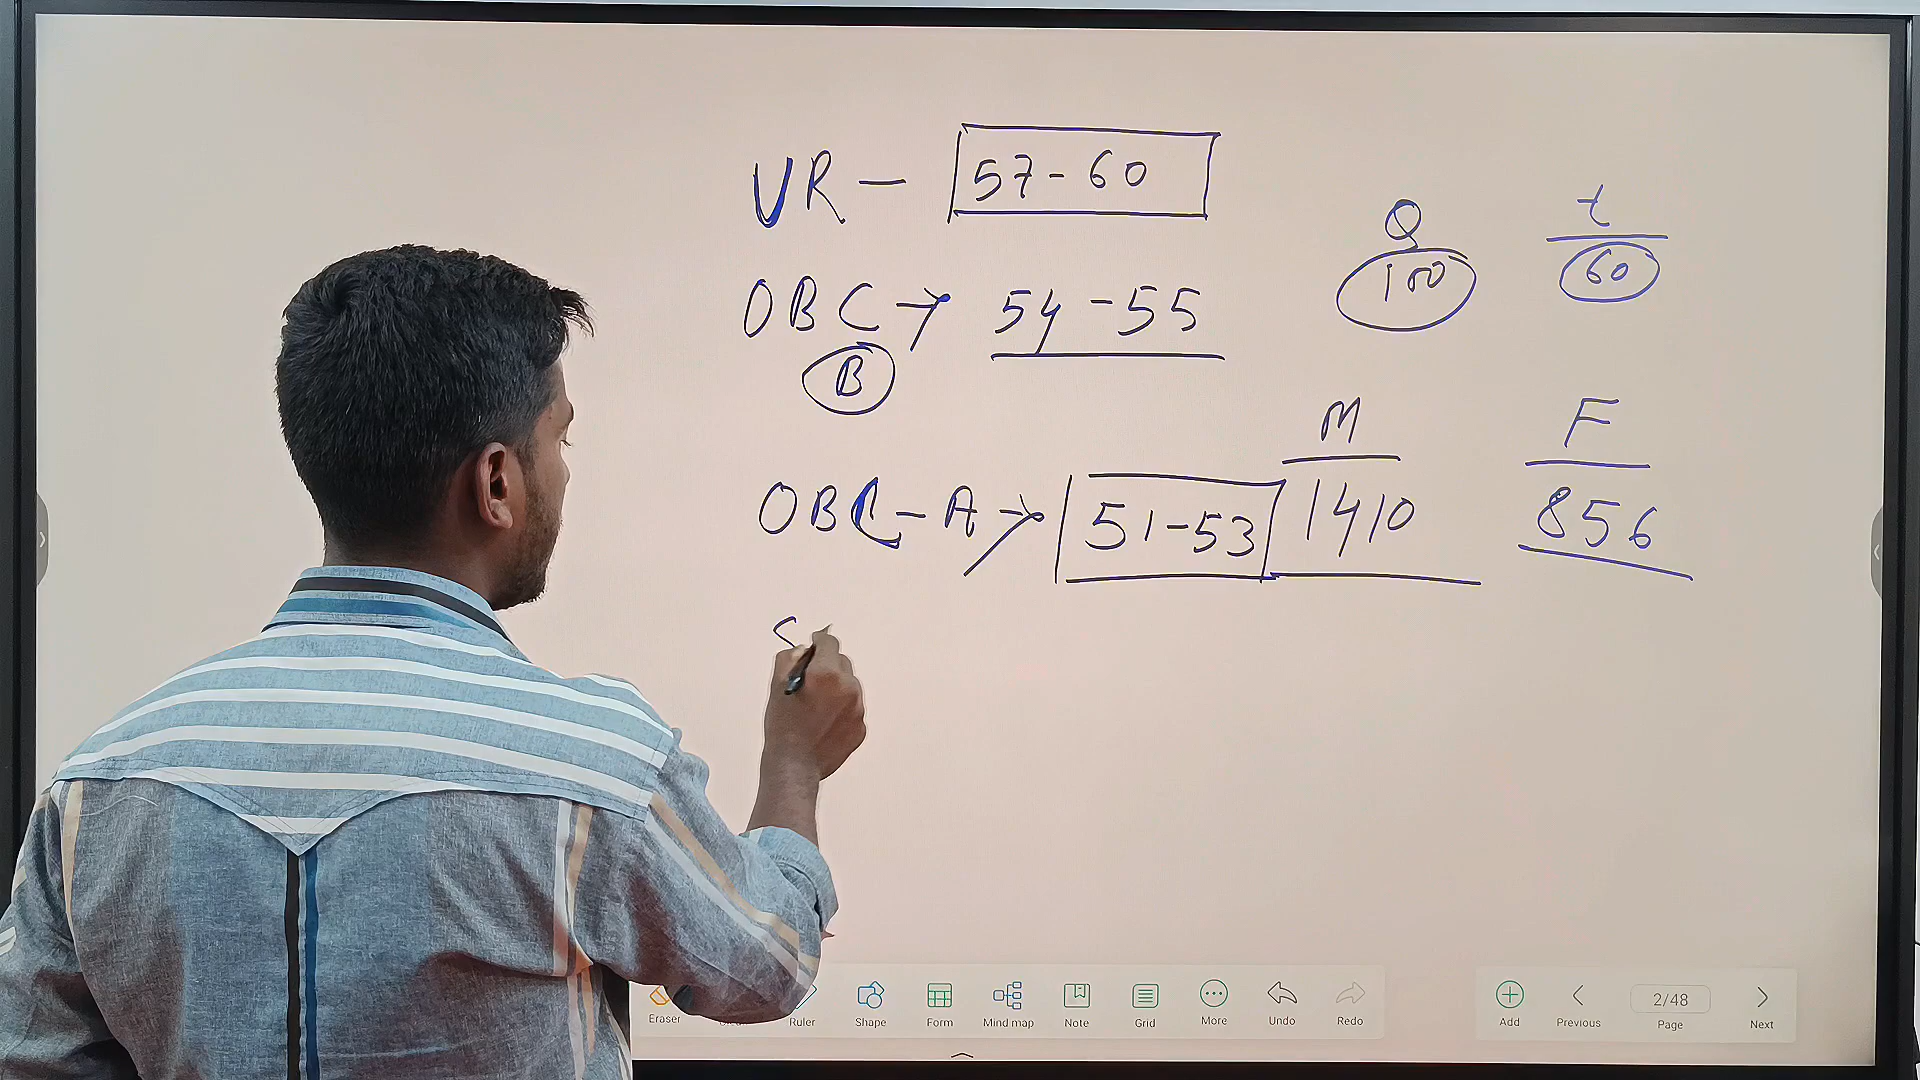 UR - 57-60
Q t
100 60
OBC → 54-55
B
M F
OBC-A → 51-53 1410 856
S
Eraser Ruler Shape Form Mind map Note Grid More Undo Redo Add Previous 2/48 Page Next